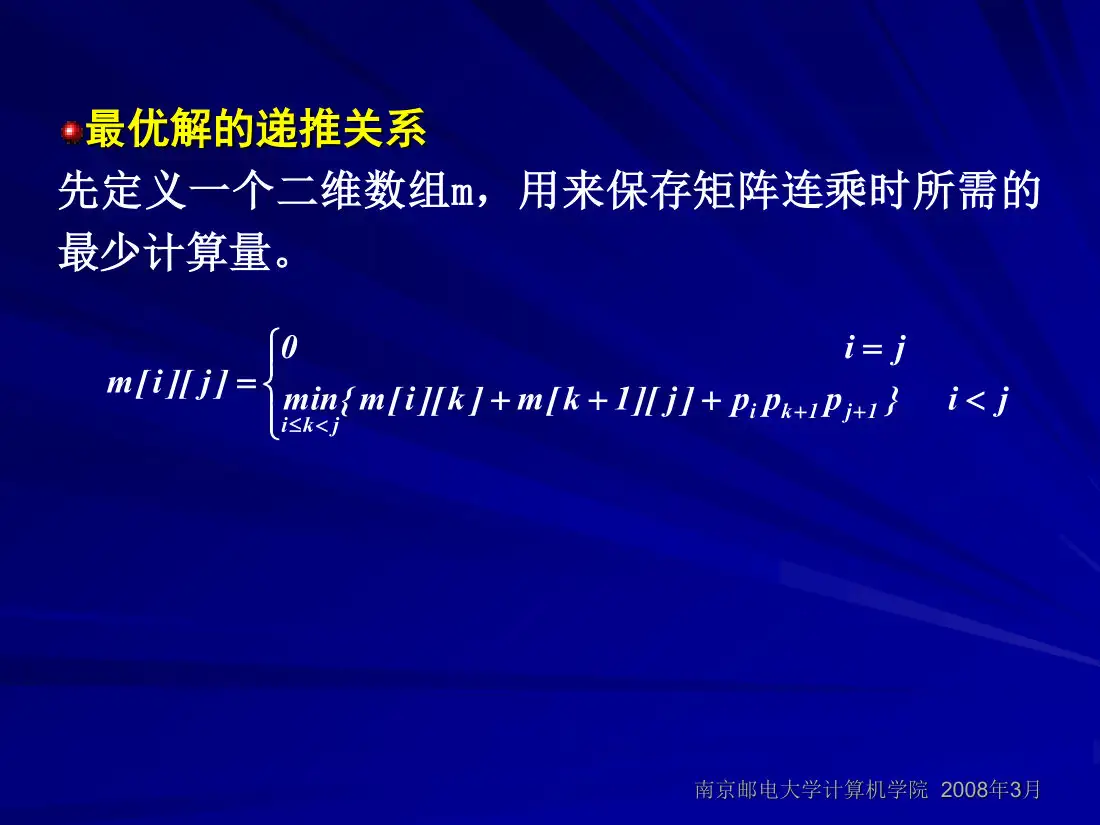 最优解的递推关系
先定义一个二维数组m，用来保存矩阵连乘时所需的
最少计算量。
0 i = j
m[i][j] =
min{m[i][k] + m[k+1][j] + p_i p_{k+1} p_{j+1}} i < j
i≤k<j
南京邮电大学计算机学院 2008年3月